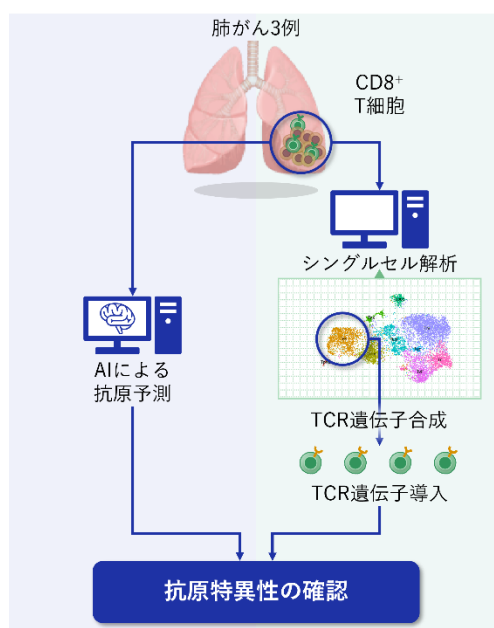 肺がん3例
CD8⁺
T細胞
シングルセル解析
AIによる
抗原予測
TCR遺伝子合成
TCR遺伝子導入
抗原特異性の確認